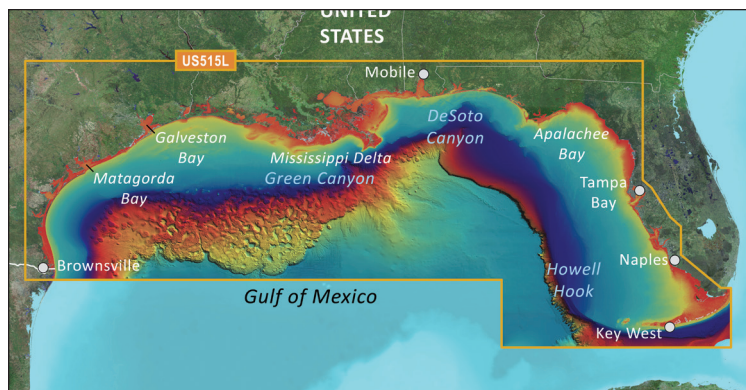 UNITED
STATES
US515L
Mobile
DeSoto
Canyon
Galveston
Bay
Apalachee
Bay
Mississippi Delta
Green Canyon
Matagorda
Bay
Tampa
Bay
Brownsville
Naples
Howell
Hook
Gulf of Mexico
Key West